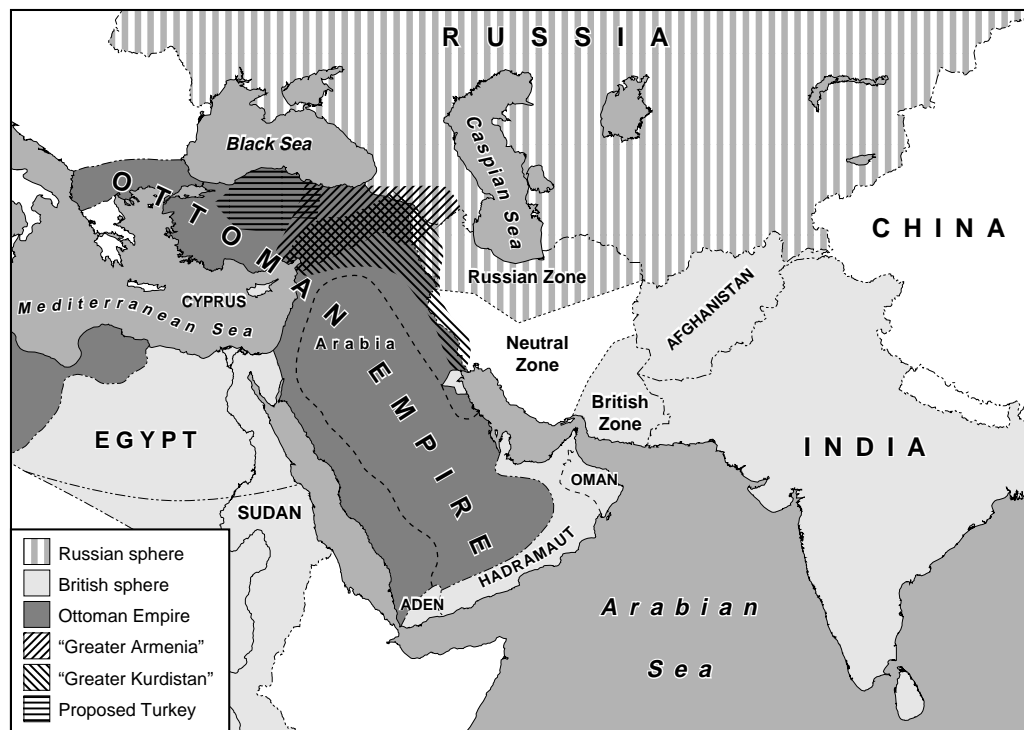 RUSSIA
Black Sea
Caspian Sea
CHINA
OTTOMAN EMPIRE
Russian Zone
AFGHANISTAN
CYPRUS
Mediterranean Sea
Arabia
Neutral
Zone
British
Zone
EGYPT
INDIA
OMAN
SUDAN
HADRAMAUT
ADEN
Arabian
Sea
Russian sphere
British sphere
Ottoman Empire
“Greater Armenia”
“Greater Kurdistan”
Proposed Turkey